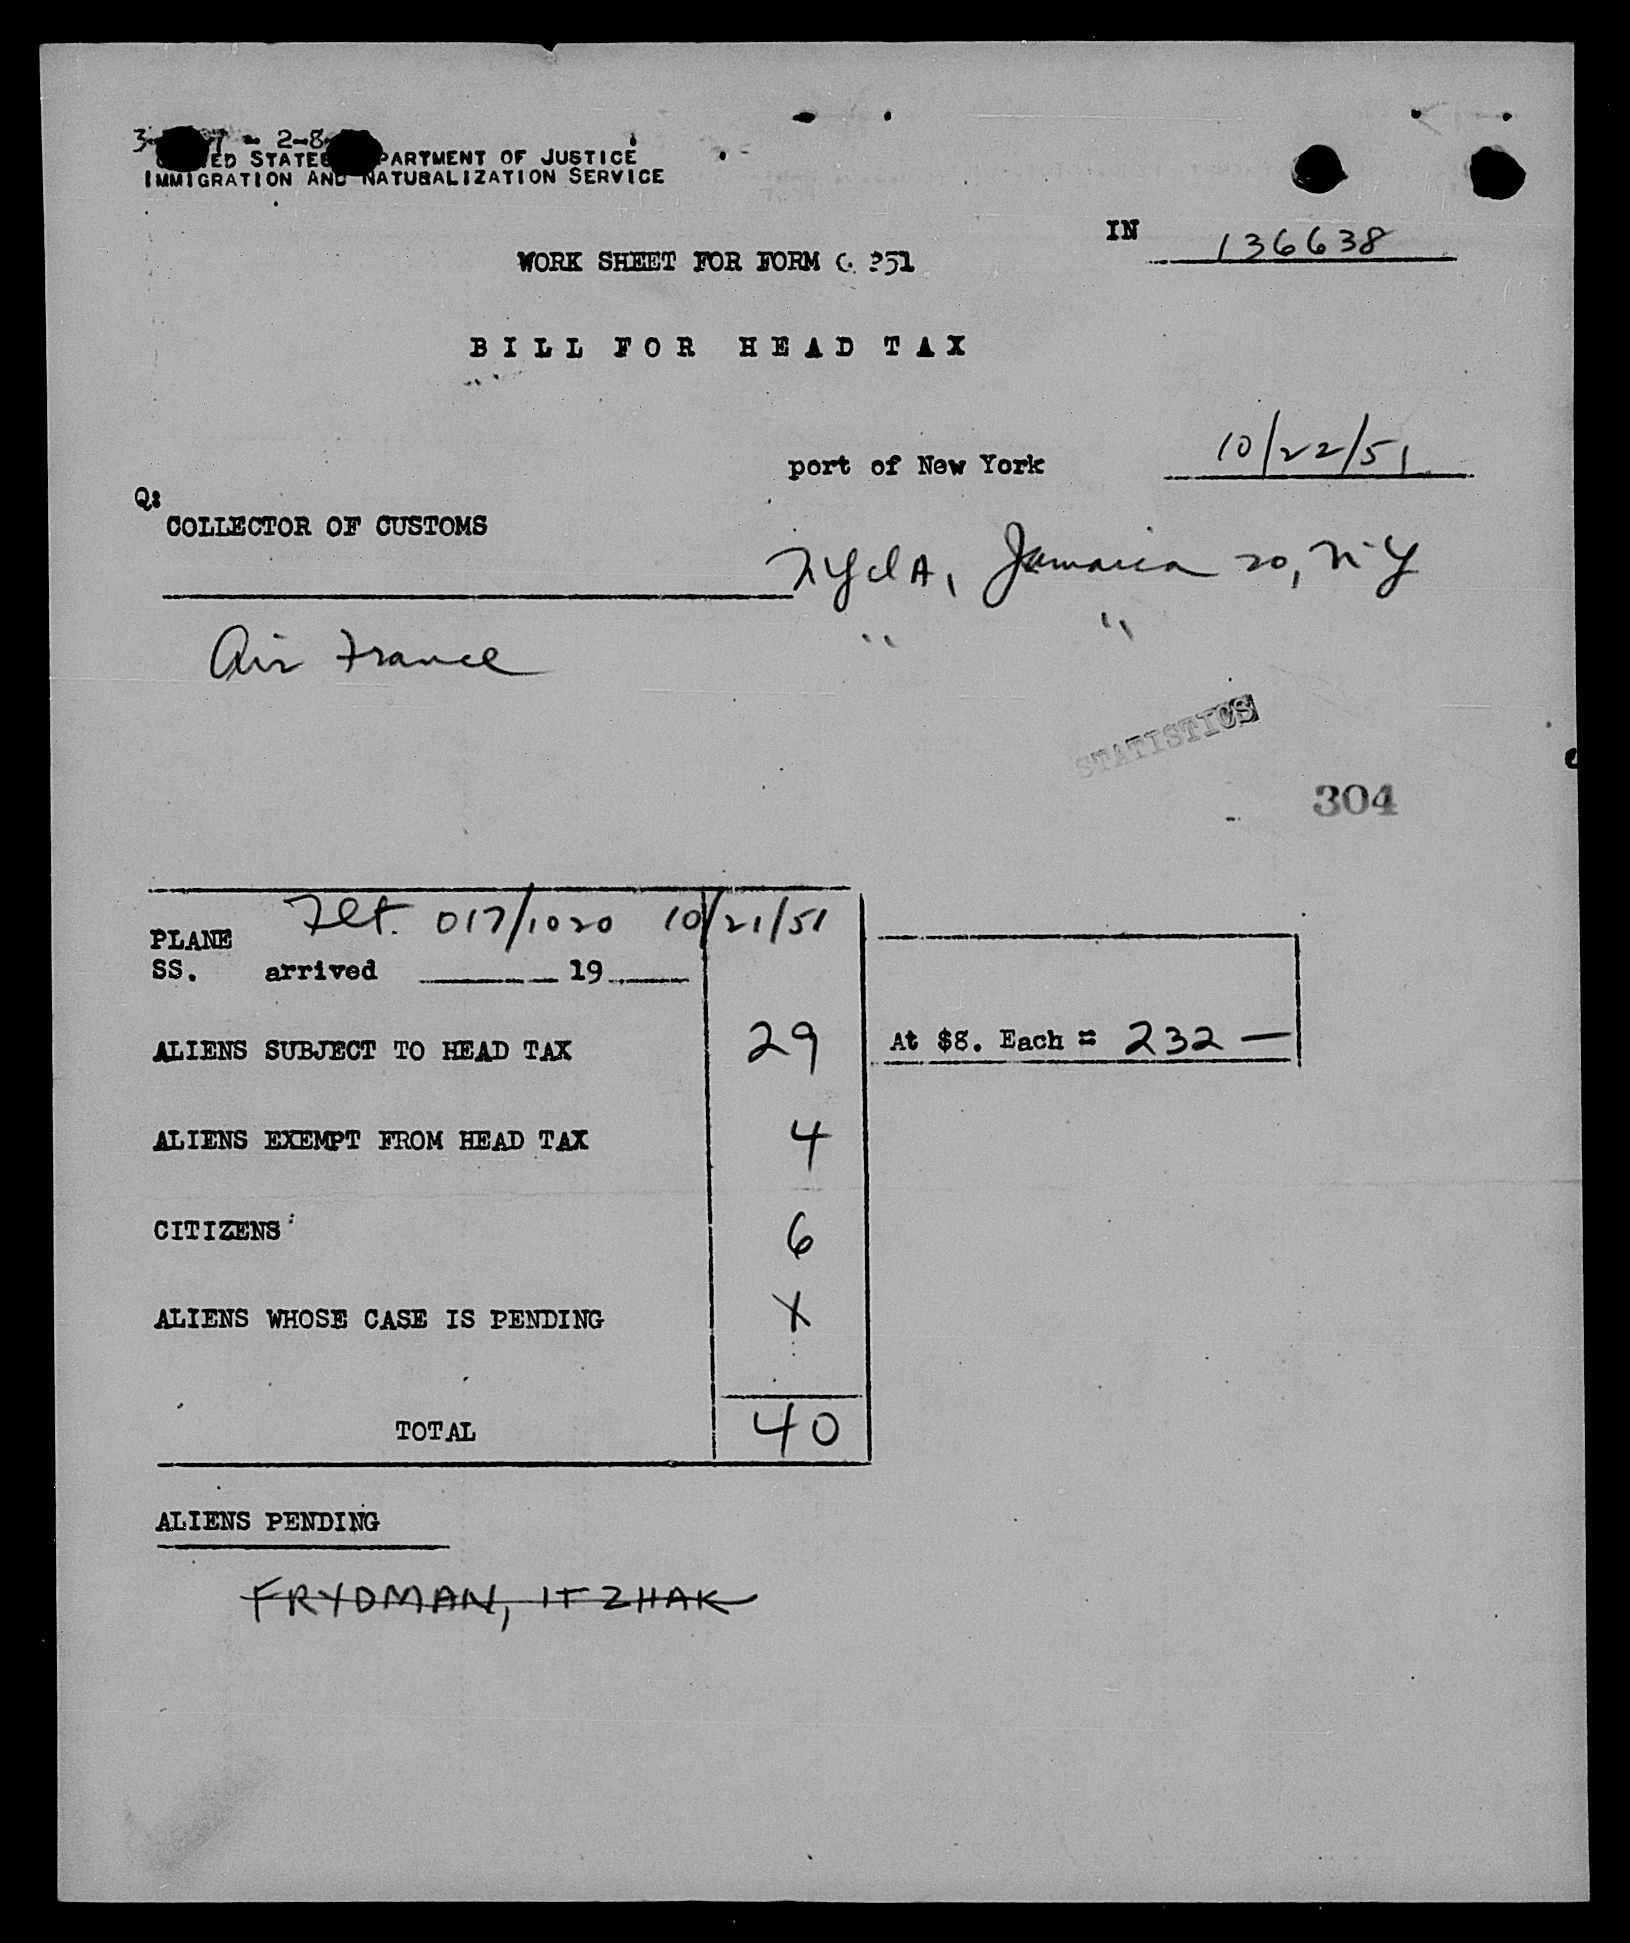 2-8
STATES DEPARTMENT OF JUSTICE
IMMIGRATION AND NATURALIZATION SERVICE
IN 136638
WORK SHEET FOR FORM 351
BILL FOR HEAD TAX
port of New York 10/22/51
Q:
COLLECTOR OF CUSTOMS
Jamaica 20, N.Y
Air France " "
STATISTICS
304
Flt. 017/1020 10/21/51
PLANE
SS. arrived 19
ALIENS SUBJECT TO HEAD TAX 29 At $8. Each = 232 —
ALIENS EXEMPT FROM HEAD TAX 4
CITIZENS 6
ALIENS WHOSE CASE IS PENDING X
TOTAL 40
ALIENS PENDING
FRYDMAN, ITZHAK